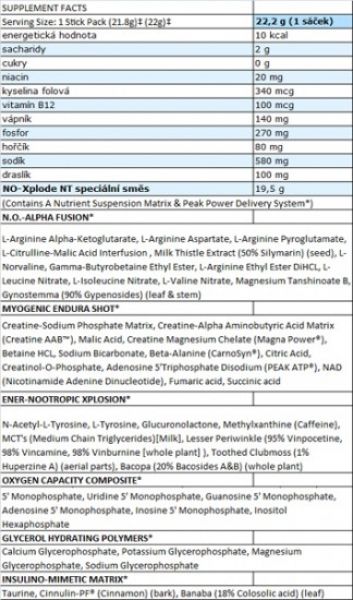 SUPPLEMENT FACTS
Serving Size: 1 Stick Pack (21.8g)‡ (22g)‡ 22,2 g (1 sáček)
energetická hodnota 10 kcal
sacharidy 2 g
cukry 0 g
niacin 20 mg
kyselina folová 340 mcg
vitamín B12 100 mcg
vápník 140 mg
fosfor 270 mg
hořčík 80 mg
sodík 580 mg
draslík 100 mg
NO-Xplode NT speciální směs 19,5 g
(Contains A Nutrient Suspension Matrix & Peak Power Delivery System*)
N.O.-ALPHA FUSION*
L-Arginine Alpha-Ketoglutarate, L-Arginine Aspartate, L-Arginine Pyroglutamate,
L-Citrulline-Malic Acid Interfusion , Milk Thistle Extract (50% Silymarin) (seed), L-
Norvaline, Gamma-Butyrobetaine Ethyl Ester, L-Arginine Ethyl Ester DiHCL, L-
Leucine Nitrate, L-Isoleucine Nitrate, L-Valine Nitrate, Magnesium Tanshinoate B,
Gynostemma (90% Gypenosides) (leaf & stem)
MYOGENIC ENDURA SHOT*
Creatine-Sodium Phosphate Matrix, Creatine-Alpha Aminobutyric Acid Matrix
(Creatine AAB™), Malic Acid, Creatine Magnesium Chelate (Magna Power®),
Betaine HCL, Sodium Bicarbonate, Beta-Alanine (CarnoSyn®), Citric Acid,
Creatinol-O-Phosphate, Adenosine 5'Triphosphate Disodium (PEAK ATP®), NAD
(Nicotinamide Adenine Dinucleotide), Fumaric acid, Succinic acid
ENER-NOOTROPIC XPLOSION*
N-Acetyl-L-Tyrosine, L-Tyrosine, Glucuronolactone, Methylxanthine (Caffeine),
MCT's (Medium Chain Triglycerides)[Milk], Lesser Periwinkle (95% Vinpocetine,
98% Vincamine, 98% Vinburnine [whole plant] ), Toothed Clubmoss (1%
Huperzine A) (aerial parts), Bacopa (20% Bacosides A&B) (whole plant)
OXYGEN CAPACITY COMPOSITE*
5' Monophosphate, Uridine 5' Monophosphate, Guanosine 5' Monophosphate,
Adenosine 5' Monophosphate, Inosine 5' Monophosphate, Inositol
Hexaphosphate
GLYCEROL HYDRATING POLYMERS*
Calcium Glycerophosphate, Potassium Glycerophosphate, Magnesium
Glycerophosphate, Sodium Glycerophosphate
INSULINO-MIMETIC MATRIX*
Taurine, Cinnulin-PF® (Cinnamon) (bark), Banaba (18% Colosolic acid) (leaf)